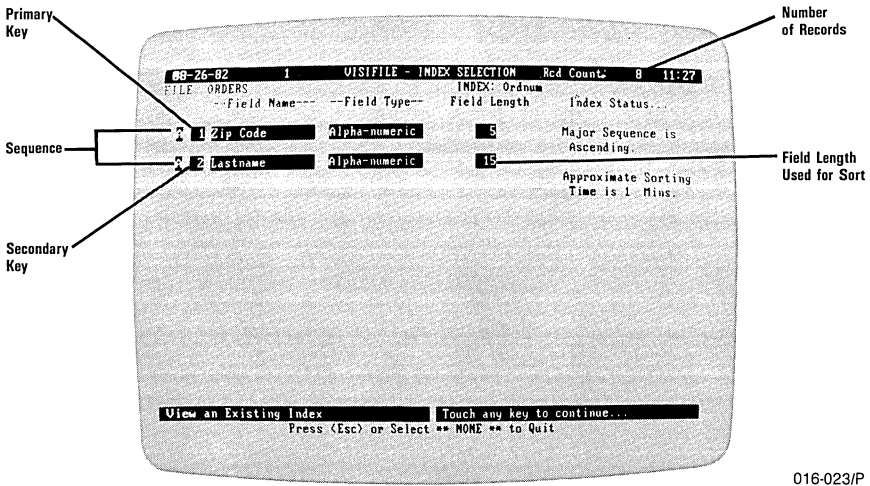 Primary
Key
Number
of Records
08-26-82 1 VISIFILE - INDEX SELECTION Rcd Count: 8 11:27
FILE ORDERS INDEX: Ordnum
--Field Name--- --Field Type-- Field Length Index Status...
A 1 Zip Code Alpha-numeric 5 Major Sequence is
Ascending.
Sequence
A 2 Lastname Alpha-numeric 15
Field Length
Used for Sort
Approximate Sorting
Time is 1 Mins.
Secondary
Key
View an Existing Index Touch any key to continue...
Press <Esc> or Select ** NONE ** to Quit
016-023/P